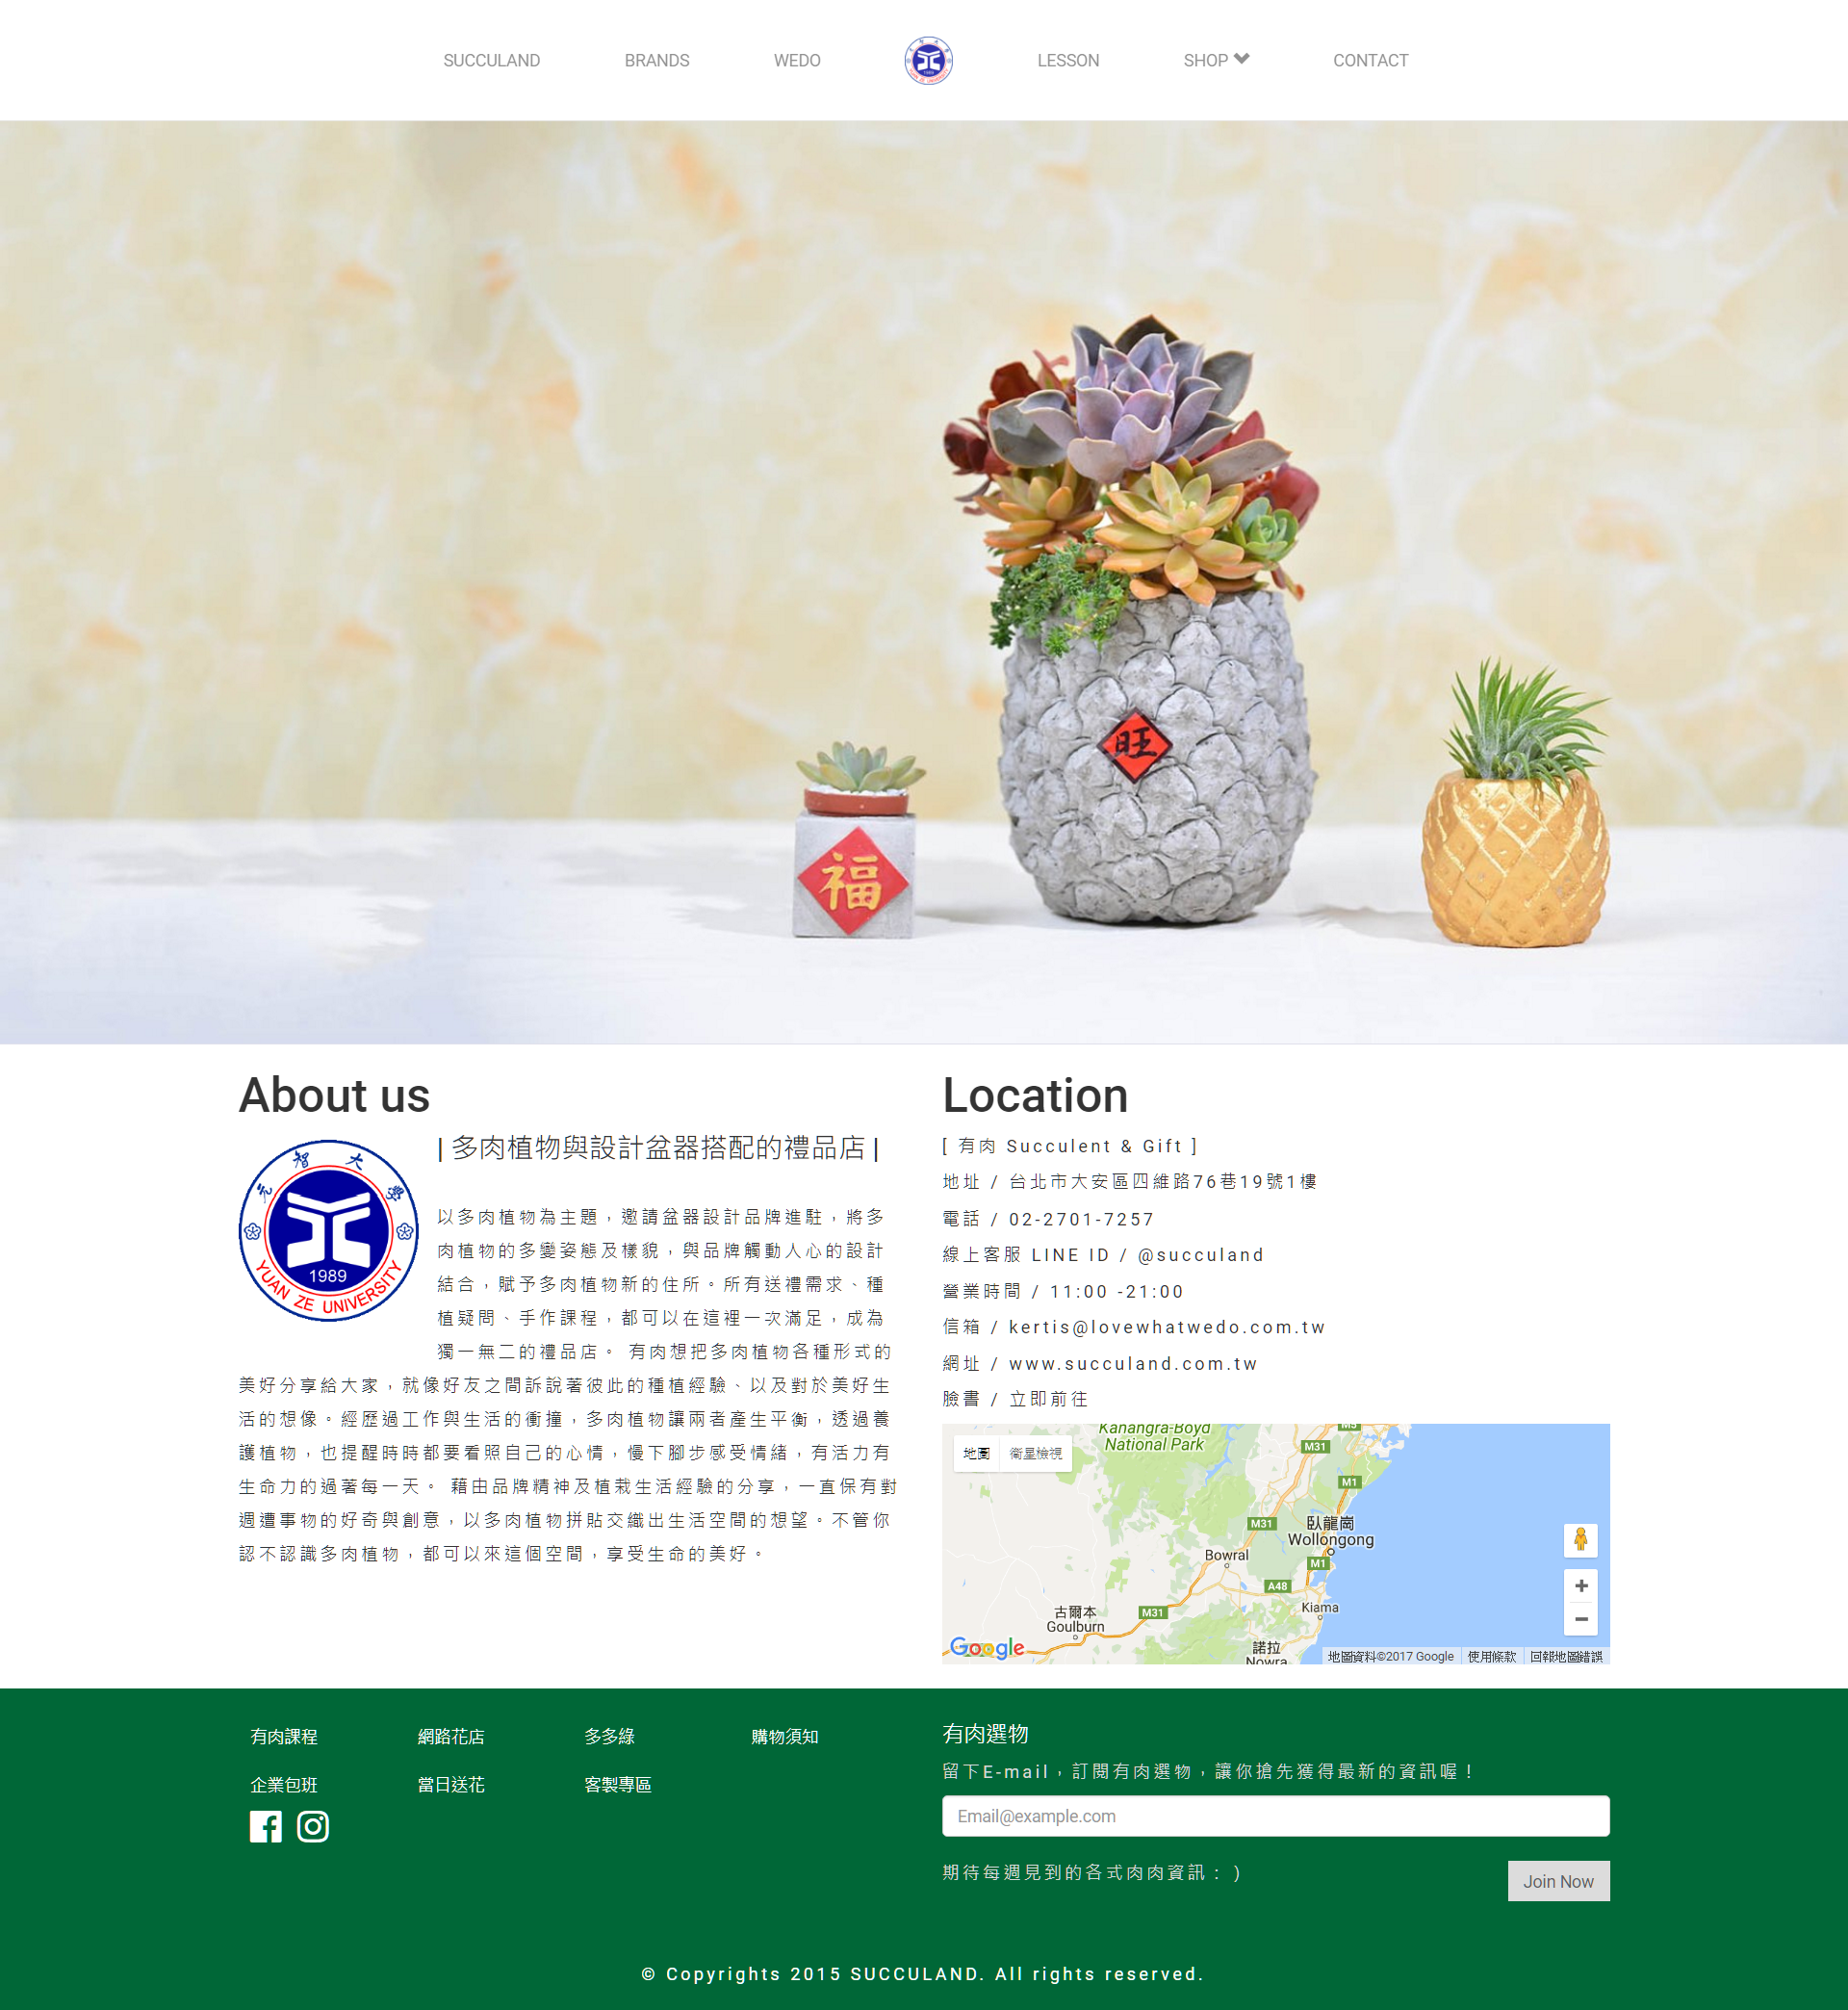 SUCCULAND BRANDS WEDO LESSON SHOP CONTACT
旺
福
About us
元智大學
1989
YUAN ZE UNIVERSITY
| 多肉植物與設計盆器搭配的禮品店 |
以多肉植物為主題，邀請盆器設計品牌進駐，將多
肉植物的多變姿態及樣貌，與品牌觸動人心的設計
結合，賦予多肉植物新的住所。所有送禮需求、種
植疑問、手作課程，都可以在這裡一次滿足，成為
獨一無二的禮品店。 有肉想把多肉植物各種形式的
美好分享給大家，就像好友之間訴說著彼此的種植經驗、以及對於美好生
活的想像。經歷過工作與生活的衝撞，多肉植物讓兩者產生平衡，透過養
護植物，也提醒時時都要看照自己的心情，慢下腳步感受情緒，有活力有
生命力的過著每一天。 藉由品牌精神及植栽生活經驗的分享，一直保有對
週遭事物的好奇與創意，以多肉植物拼貼交織出生活空間的想望。不管你
認不認識多肉植物，都可以來這個空間，享受生命的美好。
Location
[ 有肉 Succulent & Gift ]
地址 / 台北市大安區四維路76巷19號1樓
電話 / 02-2701-7257
線上客服 LINE ID / @succuland
營業時間 / 11:00 -21:00
信箱 / kertis@lovewhatwedo.com.tw
網址 / www.succuland.com.tw
臉書 / 立即前往
地圖 衛星檢視
Kanangra-Boyd
National Park
M5
M31
M1
M31
臥龍崗
Wollongong
Bowral
M1
A48
Kiama
古爾本
Goulburn
M31
諾拉
Nowra
Google
地圖資料©2017 Google 使用條款 回報地圖錯誤
有肉課程 網路花店 多多綠 購物須知
企業包班 當日送花 客製專區
有肉選物
留下E-mail，訂閱有肉選物，讓你搶先獲得最新的資訊喔！
Email@example.com
期待每週見到的各式肉肉資訊：)
Join Now
© Copyrights 2015 SUCCULAND. All rights reserved.